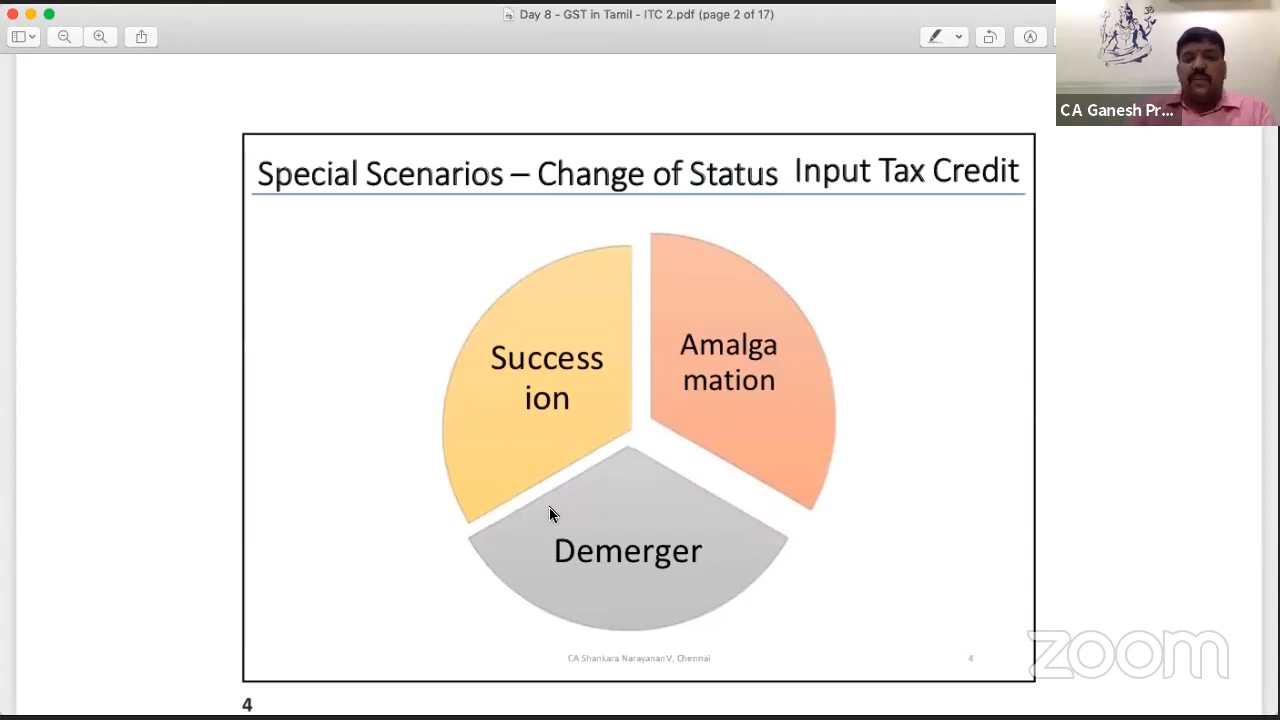 Day 8 - GST in Tamil - ITC 2.pdf (page 2 of 17)
CA Ganesh Pr...
Special Scenarios – Change of Status Input Tax Credit
Success
ion
Amalga
mation
Demerger
CA Shankara Narayanan V, Chennai
4
zoom
4